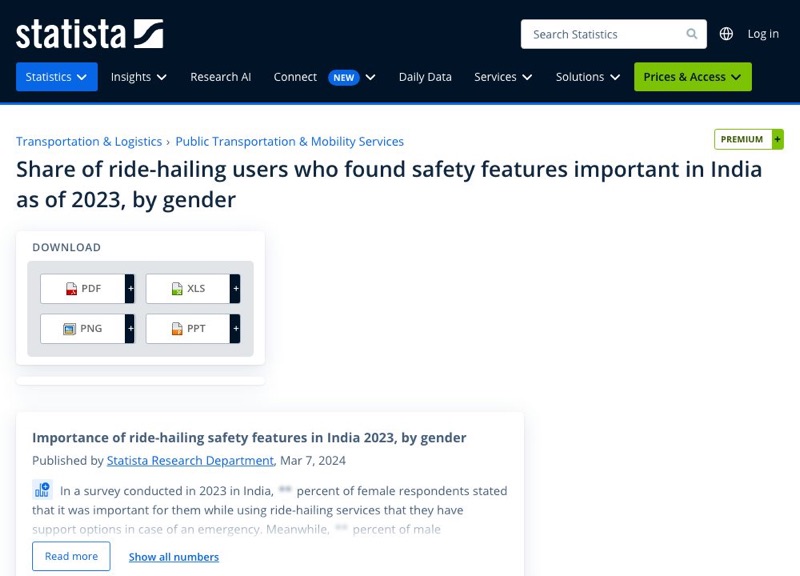 statista
Search Statistics
Log in
Statistics
Insights
Research AI
Connect NEW
Daily Data
Services
Solutions
Prices & Access
Transportation & Logistics › Public Transportation & Mobility Services
PREMIUM +
Share of ride-hailing users who found safety features important in India
as of 2023, by gender
DOWNLOAD
PDF +
XLS +
PNG +
PPT +
Importance of ride-hailing safety features in India 2023, by gender
Published by Statista Research Department, Mar 7, 2024
In a survey conducted in 2023 in India, ** percent of female respondents stated
that it was important for them while using ride-hailing services that they have
support options in case of an emergency. Meanwhile, ** percent of male
Read more
Show all numbers